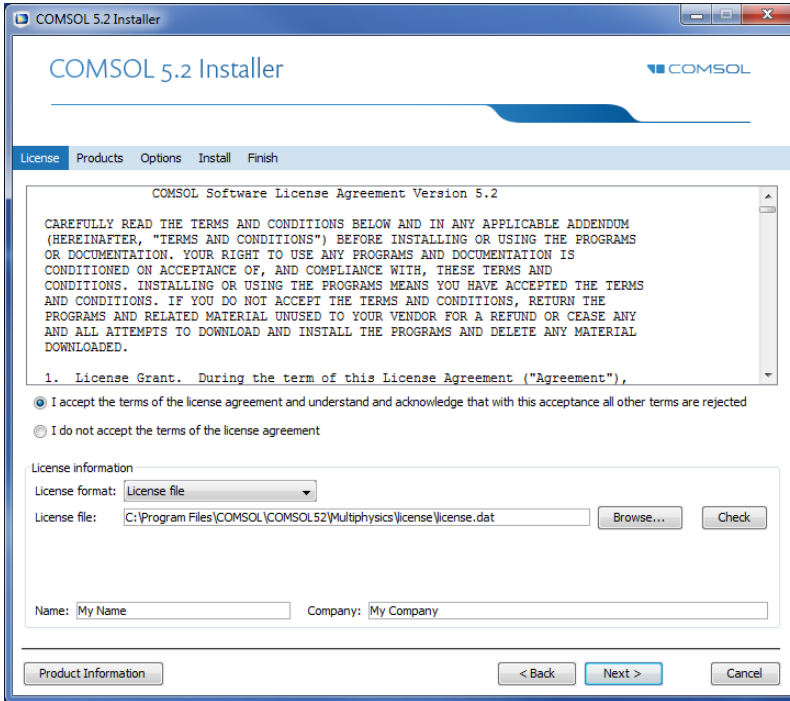 COMSOL 5.2 Installer
COMSOL 5.2 Installer
COMSOL
License Products Options Install Finish
COMSOL Software License Agreement Version 5.2
CAREFULLY READ THE TERMS AND CONDITIONS BELOW AND IN ANY APPLICABLE ADDENDUM
(HEREINAFTER, "TERMS AND CONDITIONS") BEFORE INSTALLING OR USING THE PROGRAMS
OR DOCUMENTATION. YOUR RIGHT TO USE ANY PROGRAMS AND DOCUMENTATION IS
CONDITIONED ON ACCEPTANCE OF, AND COMPLIANCE WITH, THESE TERMS AND
CONDITIONS. INSTALLING OR USING THE PROGRAMS MEANS YOU HAVE ACCEPTED THE TERMS
AND CONDITIONS. IF YOU DO NOT ACCEPT THE TERMS AND CONDITIONS, RETURN THE
PROGRAMS AND RELATED MATERIAL UNUSED TO YOUR VENDOR FOR A REFUND OR CEASE ANY
AND ALL ATTEMPTS TO DOWNLOAD AND INSTALL THE PROGRAMS AND DELETE ANY MATERIAL
DOWNLOADED.
1. License Grant. During the term of this License Agreement ("Agreement"),
I accept the terms of the license agreement and understand and acknowledge that with this acceptance all other terms are rejected
I do not accept the terms of the license agreement
License information
License format: License file
License file: C:\Program Files\COMSOL\COMSOL52\Multiphysics\license\license.dat Browse... Check
Name: My Name Company: My Company
Product Information < Back Next > Cancel